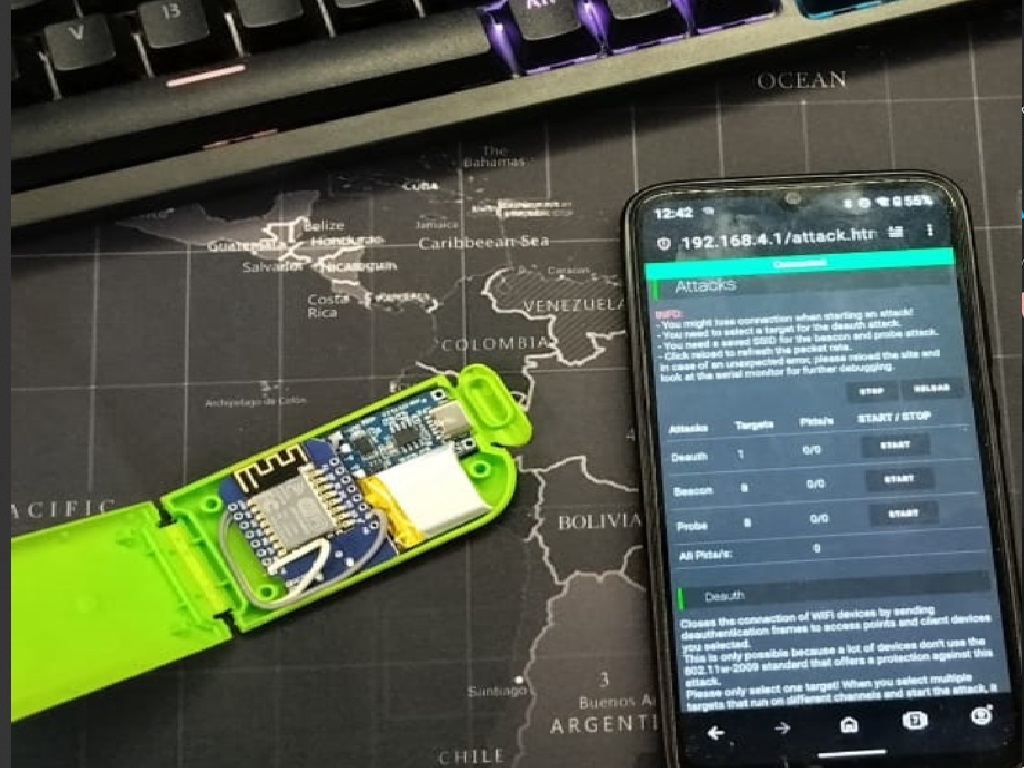 V
13
Alt
OCEAN
The
Bahamas
Cuba
Belize
Jamaica
Guatemala
Honduras
Caribbeean Sea
Salvador
Nicaragua
Caracas
Costa
Rica
Panama
VENEZUELA
COLOMBIA
Archipelago de Colón
PACIFIC
BOLIVIA
Santiago
3
Buenos A
ARGENTI
CHILE
12:42
55%
192.168.4.1/attack.htm
Connected
Attacks
INFO:
- You might lose connection when starting an attack!
- You need to select a target for the deauth attack.
- You need a saved SSID for the beacon and probe attack.
- Click reload to refresh the packet rate.
In case of an unexpected error, please reload the site and
look at the serial monitor for further debugging.
STOP RELOAD
Attacks Targets Pkts/s START / STOP
Deauth 1 0/0 START
Beacon 8 0/0 START
Probe 8 0/0 START
All Pkts/s: 0
Deauth
Closes the connection of WiFi devices by sending
deauthentication frames to access points and client devices
you selected.
This is only possible because a lot of devices don't use the
802.11w-2009 standard that offers a protection against this
attack.
Please only select one target! When you select multiple
targets that run on different channels and start the attack, it